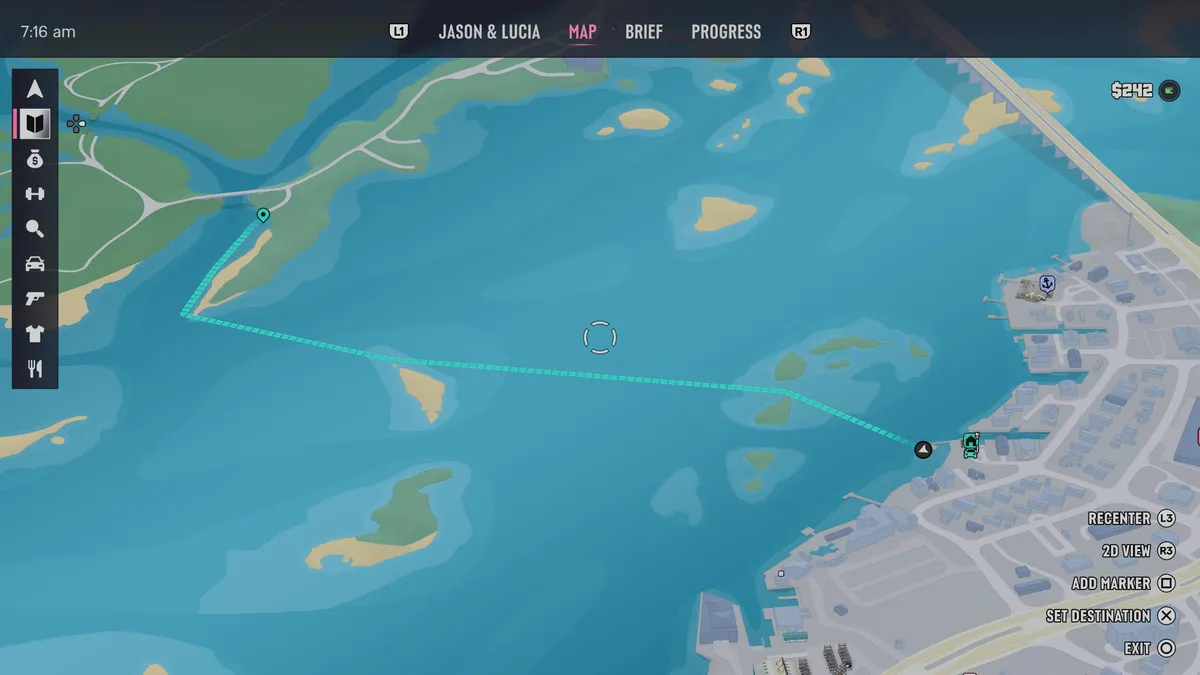 7:16 am
L1
JASON & LUCIA
MAP
BRIEF
PROGRESS
R1
$242
RECENTER L3
2D VIEW R3
ADD MARKER
SET DESTINATION
EXIT